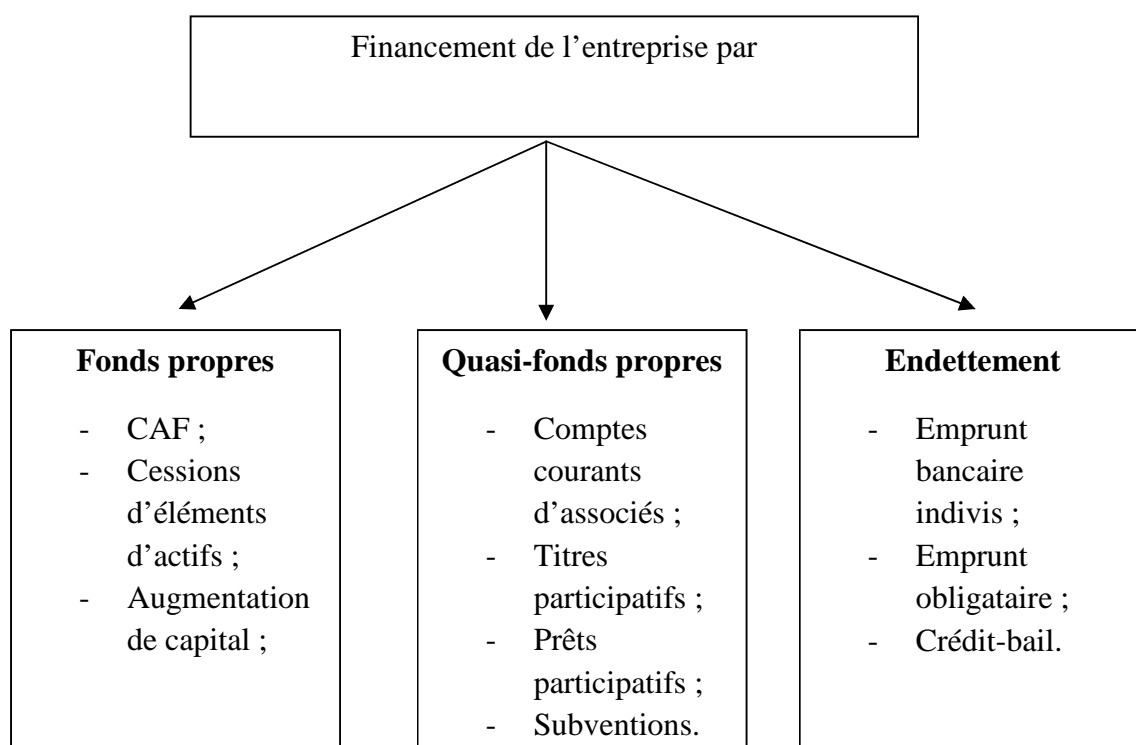 Financement de l’entreprise par
Fonds propres
- CAF ;
- Cessions
d’éléments
d’actifs ;
- Augmentation
de capital ;
Quasi-fonds propres
- Comptes
courants
d’associés ;
- Titres
participatifs ;
- Prêts
participatifs ;
- Subventions.
Endettement
- Emprunt
bancaire
indivis ;
- Emprunt
obligataire ;
- Crédit-bail.